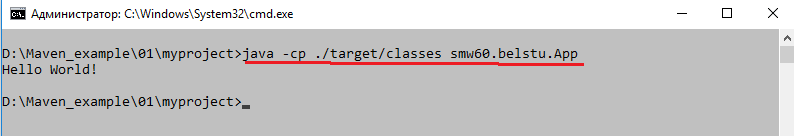 Администратор: C:\Windows\System32\cmd.exe
D:\Maven_example\01\myproject>java -cp ./target/classes smw60.belstu.App
Hello World!
D:\Maven_example\01\myproject>